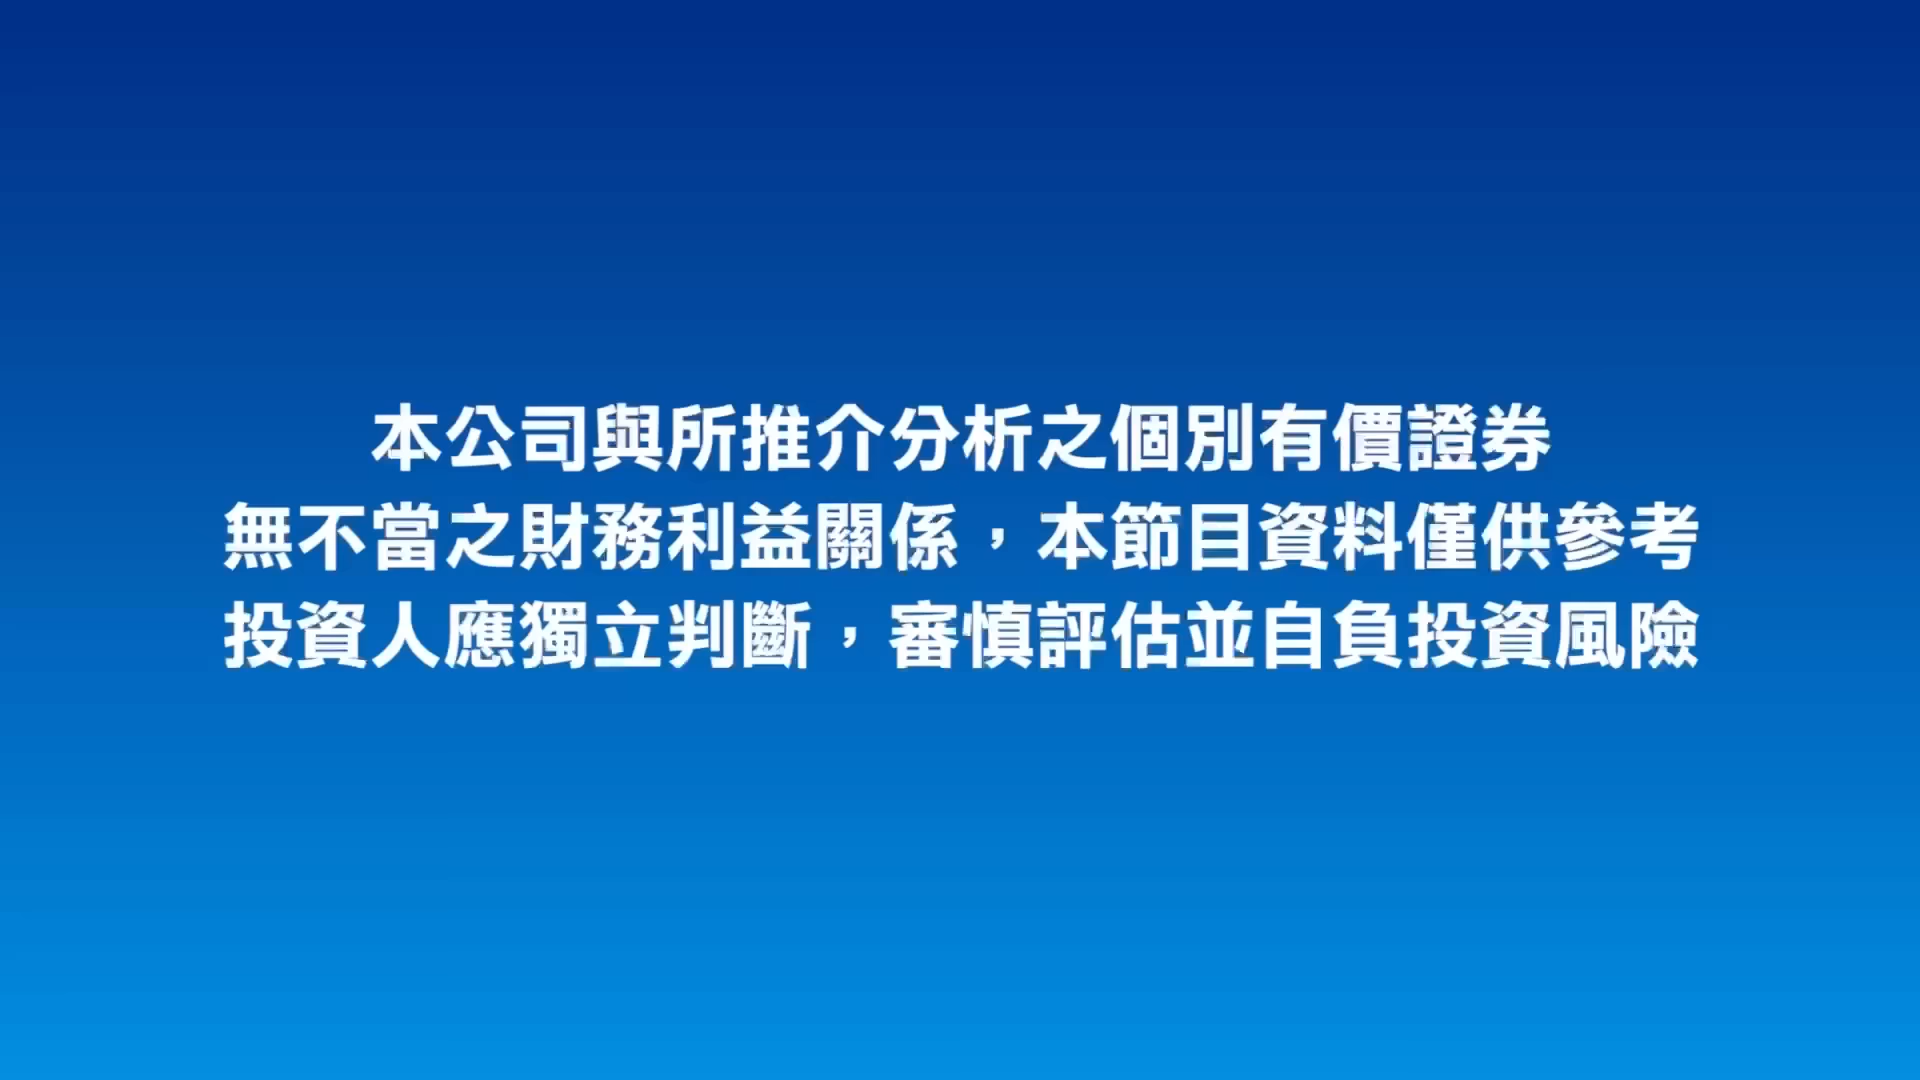 本公司與所推介分析之個別有價證券
無不當之財務利益關係，本節目資料僅供參考
投資人應獨立判斷，審慎評估並自負投資風險